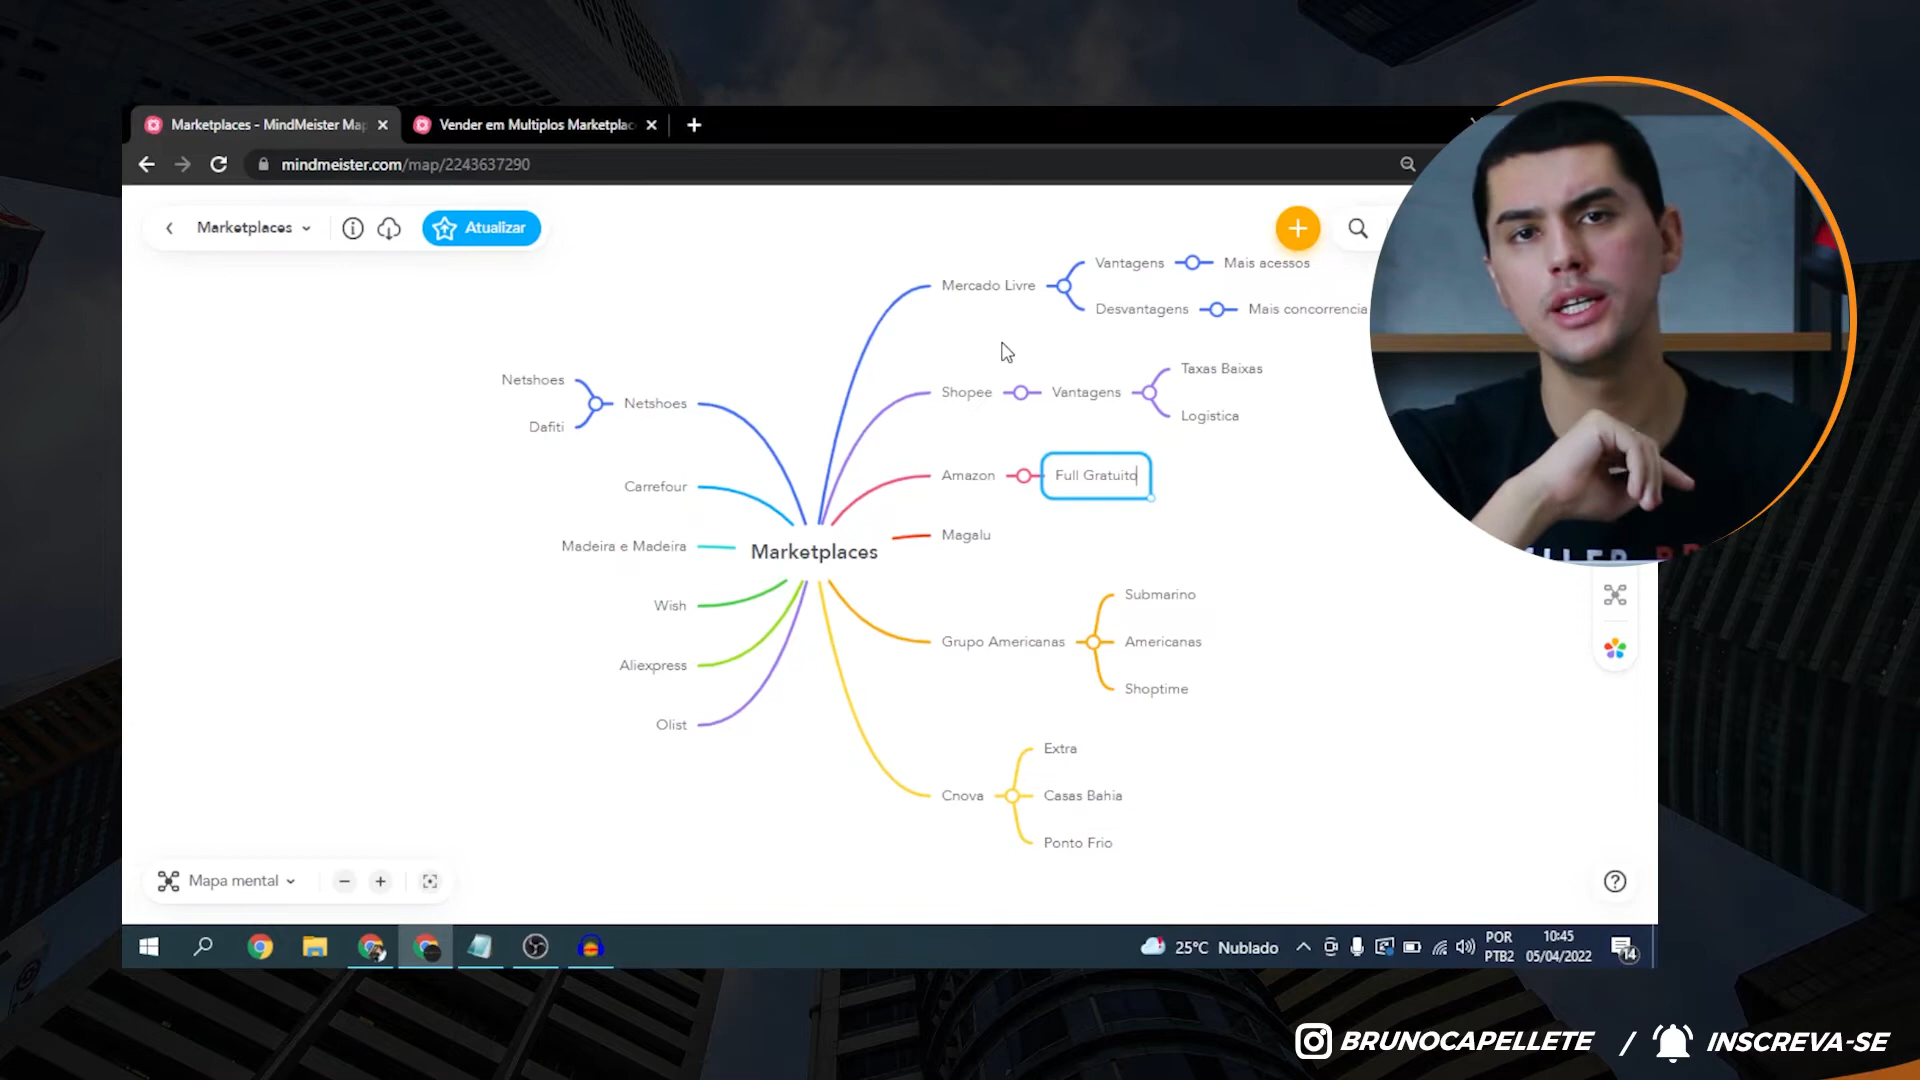 Marketplaces - MindMeister Map
Vender em Multiplos Marketplac
mindmeister.com/map/2243637290
Marketplaces
Atualizar
Mercado Livre
Vantagens
Mais acessos
Desvantagens
Mais concorrencia
Shopee
Vantagens
Taxas Baixas
Logistica
Amazon
Full Gratuito
Magalu
Grupo Americanas
Submarino
Americanas
Shoptime
Cnova
Extra
Casas Bahia
Ponto Frio
Netshoes
Netshoes
Dafiti
Carrefour
Madeira e Madeira
Wish
Aliexpress
Olist
Marketplaces
Mapa mental
25°C Nublado
POR
PTB2
10:45
05/04/2022
14
BRUNOCAPELLETE / INSCREVA-SE